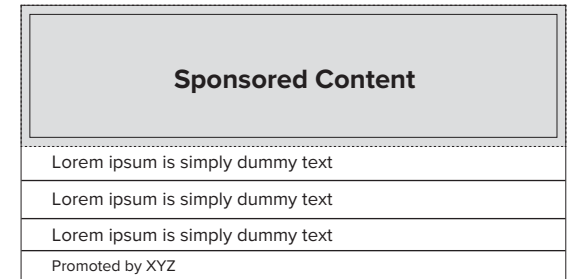 Sponsored Content
Lorem ipsum is simply dummy text
Lorem ipsum is simply dummy text
Lorem ipsum is simply dummy text
Promoted by XYZ